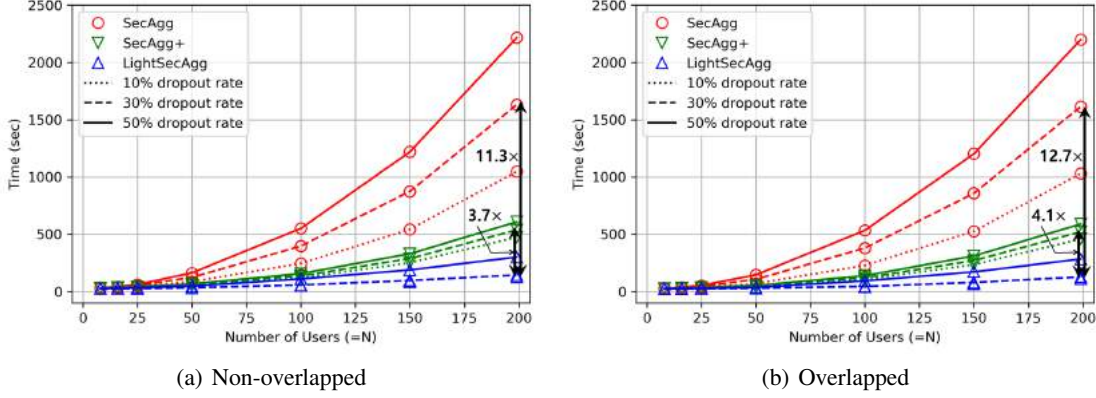 2500
2000
1500
1000
500
0
Time (sec)
SecAgg
SecAgg+
LightSecAgg
10% dropout rate
30% dropout rate
50% dropout rate
11.3×
3.7×
0 25 50 75 100 125 150 175 200
Number of Users (=N)
(a) Non-overlapped
2500
2000
1500
1000
500
0
Time (sec)
SecAgg
SecAgg+
LightSecAgg
10% dropout rate
30% dropout rate
50% dropout rate
12.7×
4.1×
0 25 50 75 100 125 150 175 200
Number of Users (=N)
(b) Overlapped